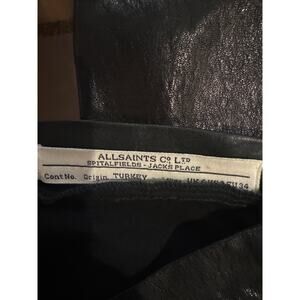 ALLSAINTS Cº LTD
SPITALFIELDS - JACKS PLACE
Cont No. Origin. TURKEY